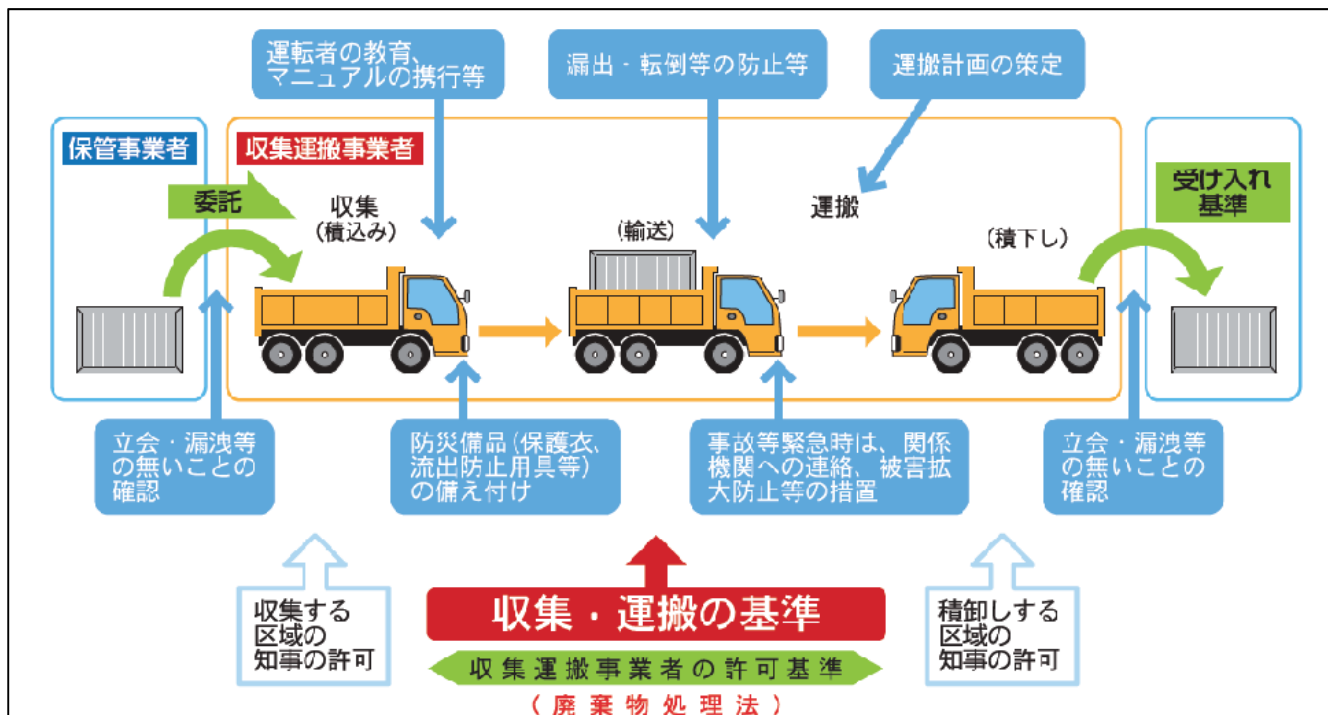 運転者の教育、
マニュアルの携行等
漏出・転倒等の防止等
運搬計画の策定
保管事業者
収集運搬事業者
委託
収集
(積込み)
(輸送)
運搬
(積下し)
受け入れ
基準
立会・漏洩等
の無いことの
確認
防災備品(保護衣、
流出防止用具等)
の備え付け
事故等緊急時は、関係
機関への連絡、被害拡
大防止等の措置
立会・漏洩等
の無いことの
確認
収集する
区域の
知事の許可
収集・運搬の基準
収集運搬事業者の許可基準
(廃棄物処理法)
積卸しする
区域の
知事の許可